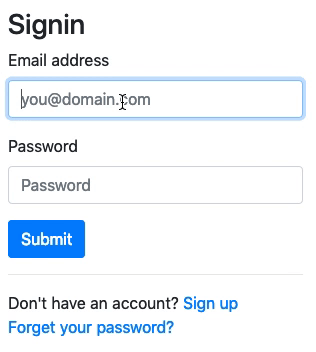 Signin
Email address
you@domain.com
Password
Password
Submit
Don't have an account? Sign up
Forget your password?